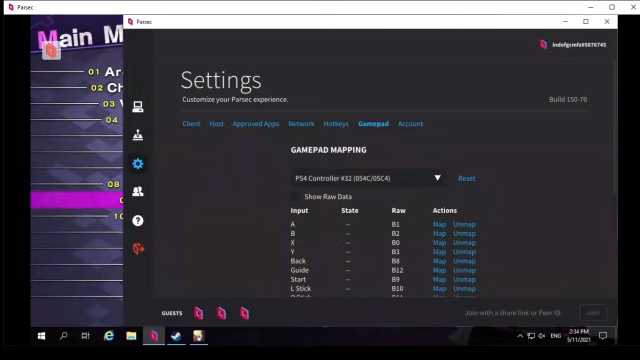 Parsec
Parsec
Main M
indofgcmfz#5876745
Settings
Customize your Parsec experience.
Build 150-70
01 Ar
02 Ch
03
04
08
10
Client Host Approved Apps Network Hotkeys Gamepad Account
GAMEPAD MAPPING
PS4 Controller #32 (054C/05C4) Reset
Show Raw Data
Input State Raw Actions
A -- B1 Map Unmap
B -- B2 Map Unmap
X -- B0 Map Unmap
Y -- B3 Map Unmap
Back -- B8 Map Unmap
Guide -- B12 Map Unmap
Start -- B9 Map Unmap
L Stick -- B10 Map Unmap
GUESTS
Join with a share link or Peer ID. Join
ENG
2:34 PM
5/11/2021